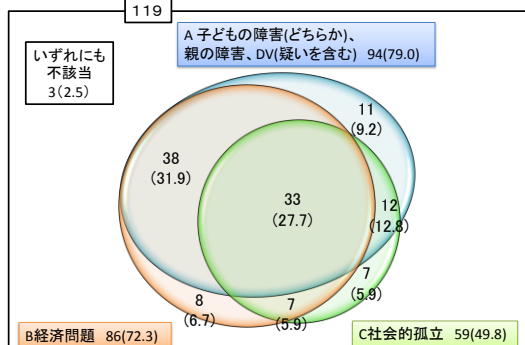 119
A 子どもの障害(どちらか)、
親の障害、DV(疑いを含む) 94(79.0)
いずれにも
不該当
3(2.5)
11
(9.2)
38
(31.9)
33
(27.7)
12
(12.8)
7
(5.9)
8
(6.7)
7
(5.9)
B経済問題 86(72.3)
C社会的孤立 59(49.8)